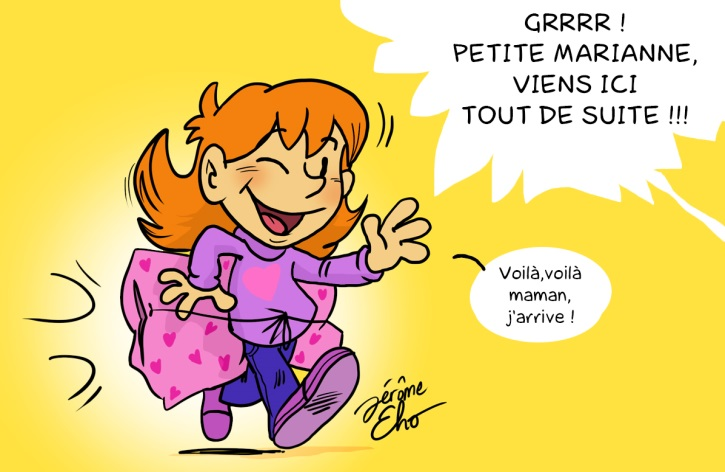 GRRRR !
PETITE MARIANNE,
VIENS ICI
TOUT DE SUITE !!!
Voilà,voilà
maman,
j'arrive !
Jérôme
Eho